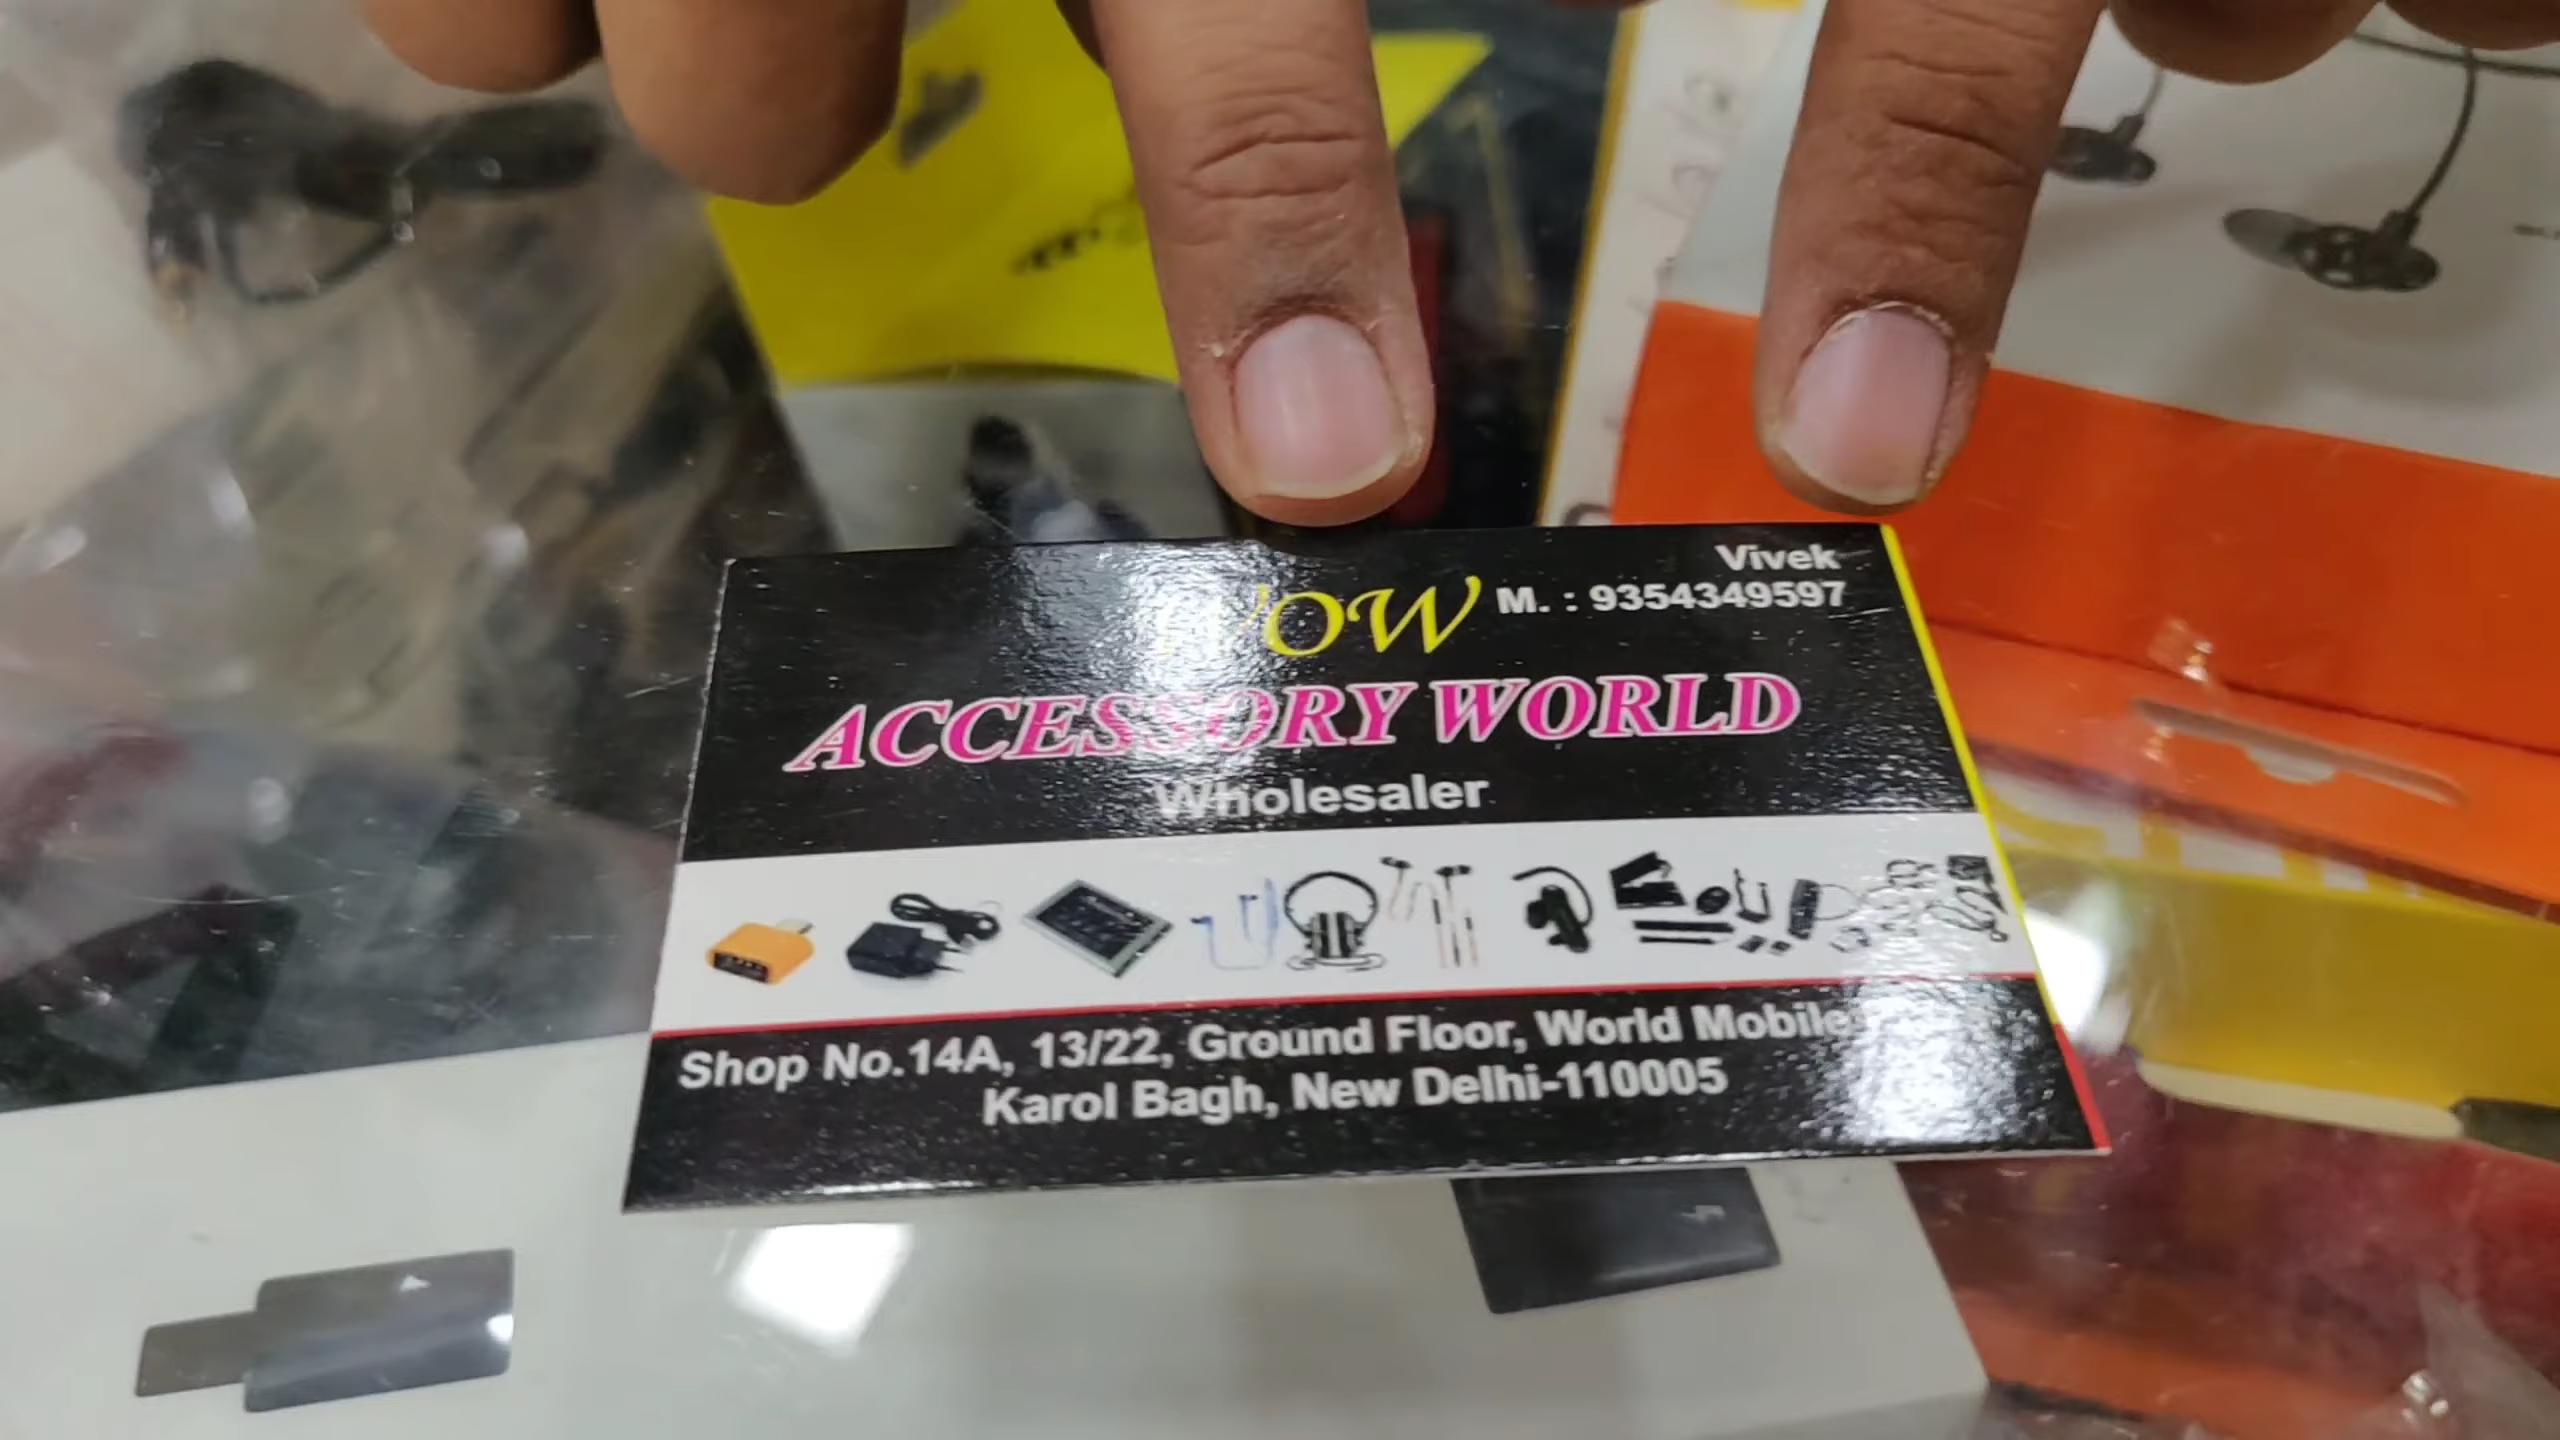 Vivek
M. : 9354349597
WOW
ACCESSORY WORLD
Wholesaler
Shop No.14A, 13/22, Ground Floor, World Mobile
Karol Bagh, New Delhi-110005